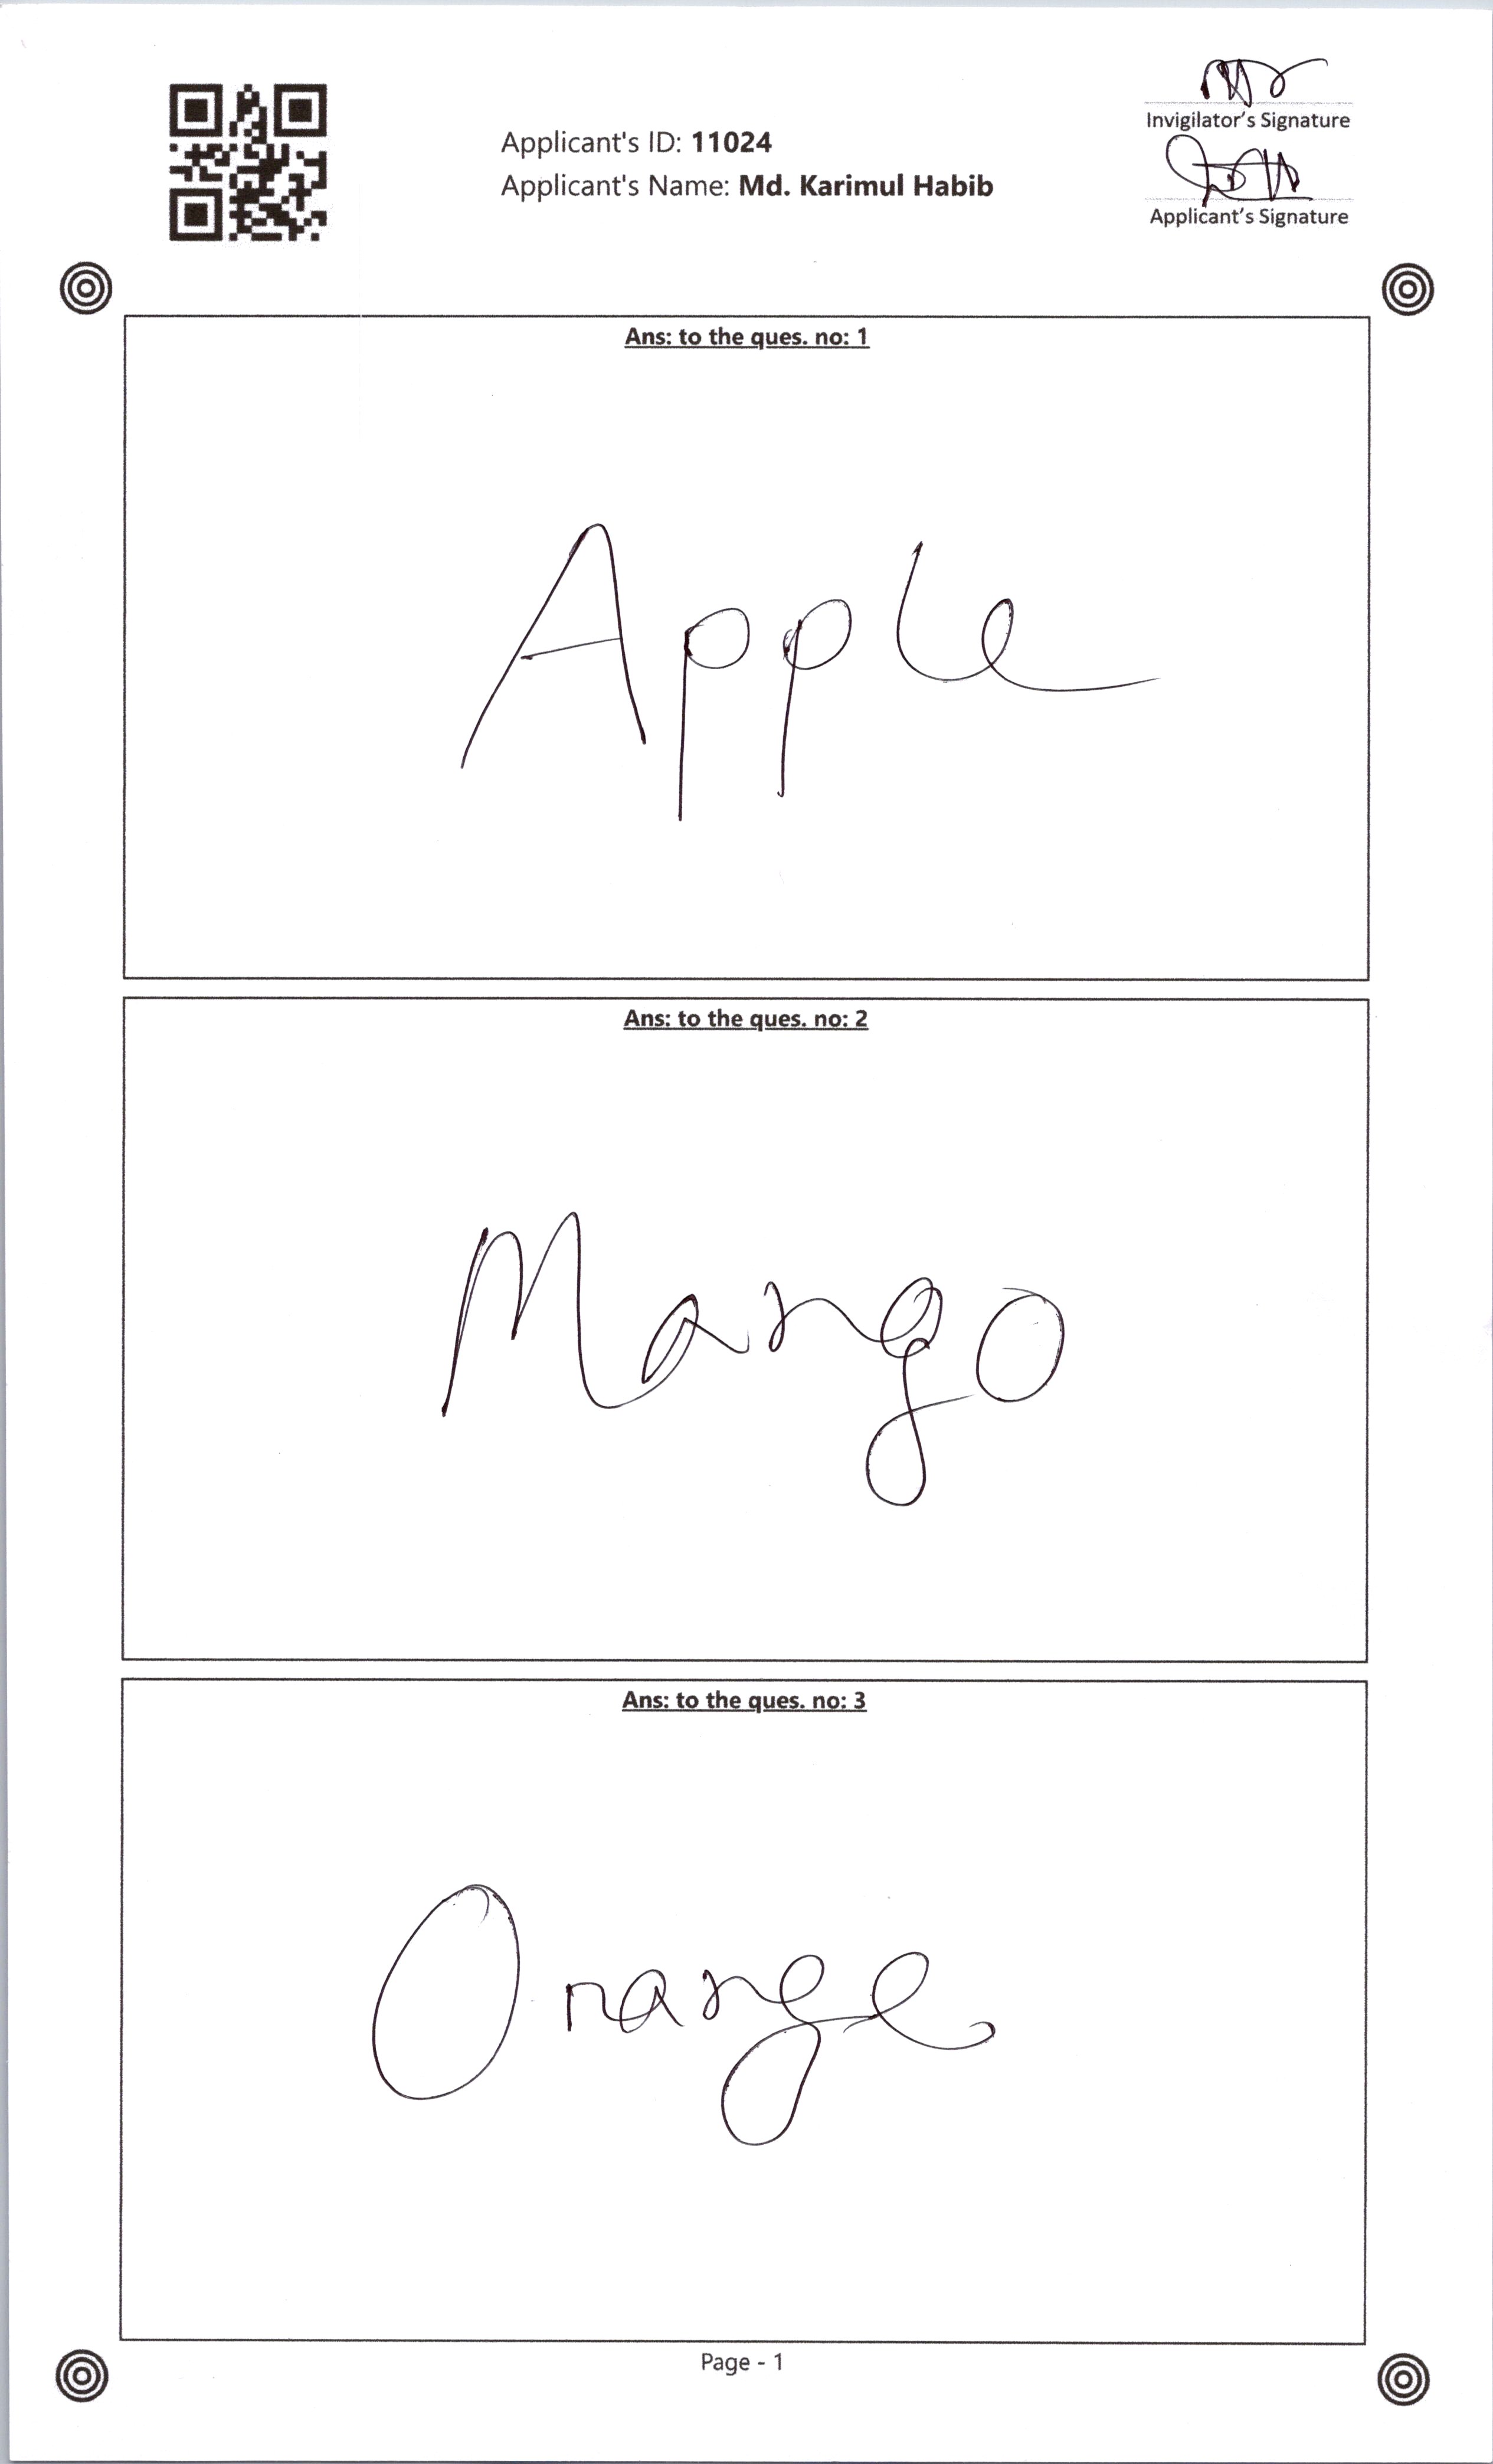 Applicant's ID: 11024
Applicant's Name: Md. Karimul Habib
Invigilator's Signature
Applicant's Signature
Ans: to the ques. no: 1
Apple
Ans: to the ques. no: 2
Mango
Ans: to the ques. no: 3
Orange
Page - 1